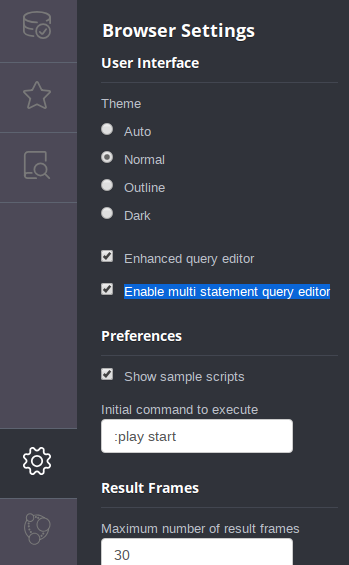 Browser Settings
User Interface
Theme
Auto
Normal
Outline
Dark
Enhanced query editor
Enable multi statement query editor
Preferences
Show sample scripts
Initial command to execute
:play start
Result Frames
Maximum number of result frames
30